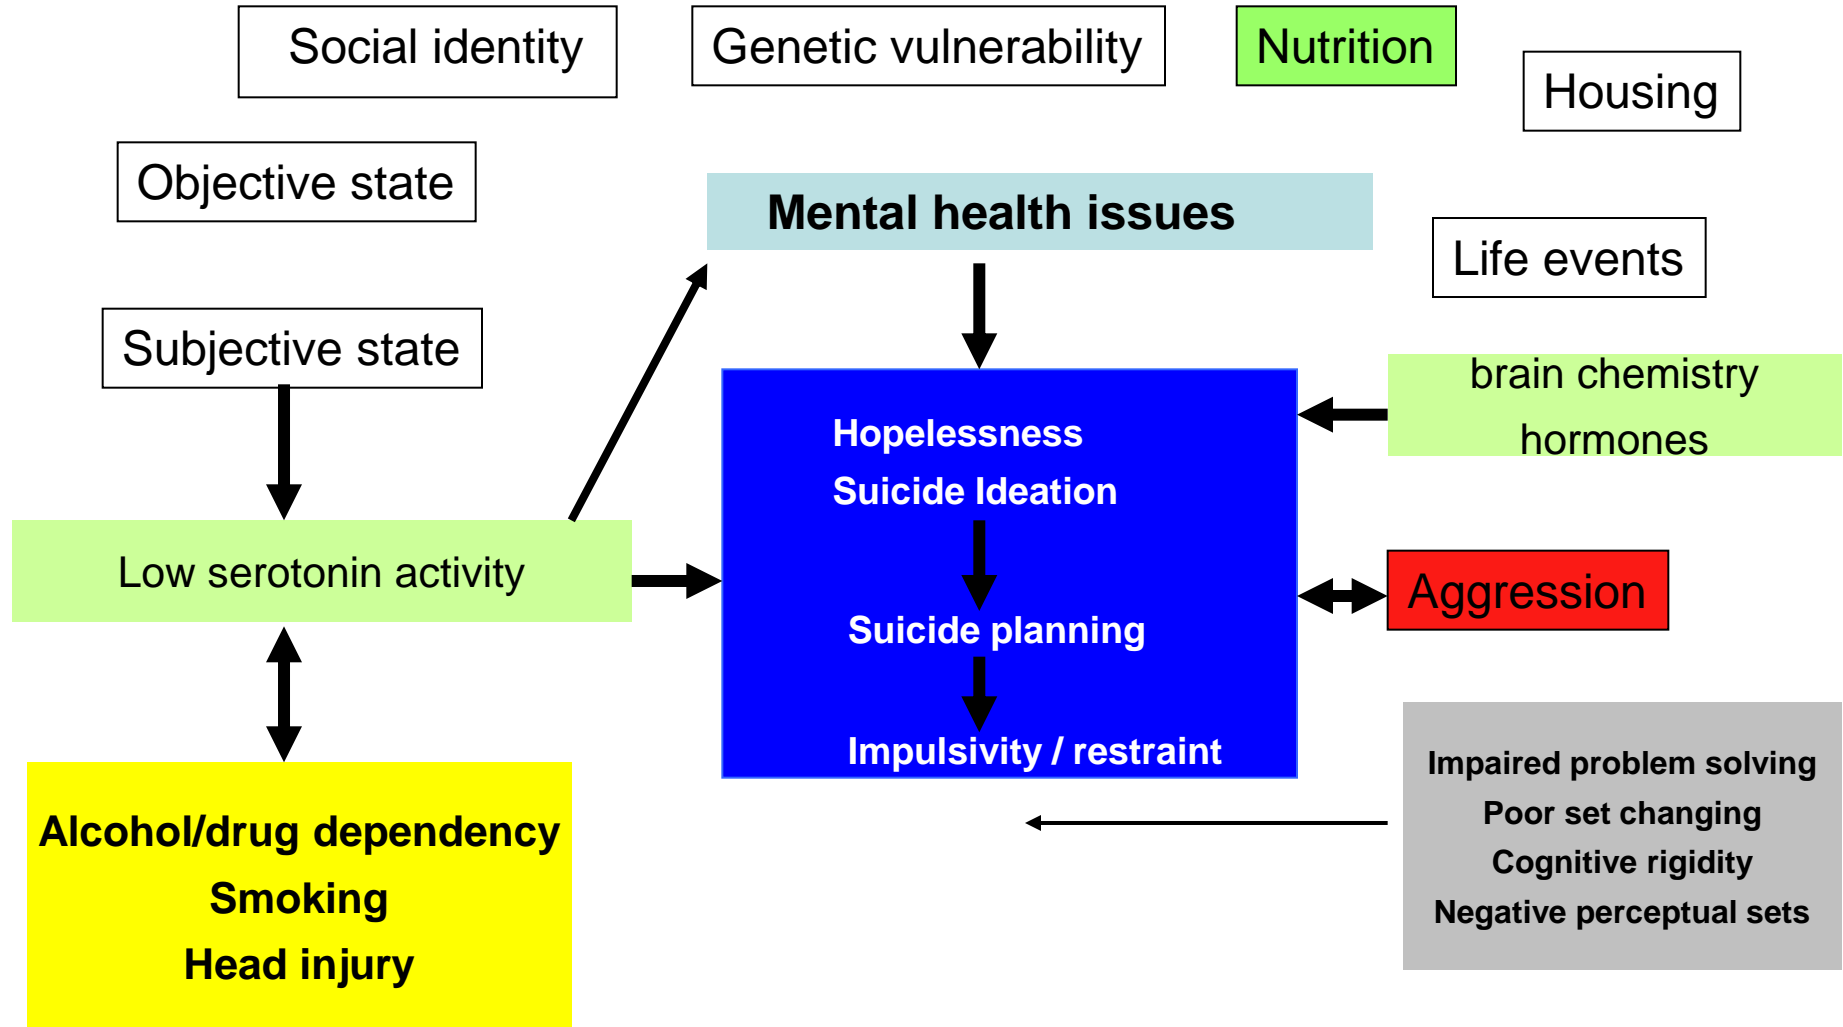 Social identity
Genetic vulnerability
Nutrition
Housing
Objective state
Mental health issues
Life events
Subjective state
brain chemistry
hormones
Hopelessness
Suicide Ideation
Low serotonin activity
Aggression
Suicide planning
Impulsivity / restraint
Alcohol/drug dependency
Smoking
Head injury
Impaired problem solving
Poor set changing
Cognitive rigidity
Negative perceptual sets